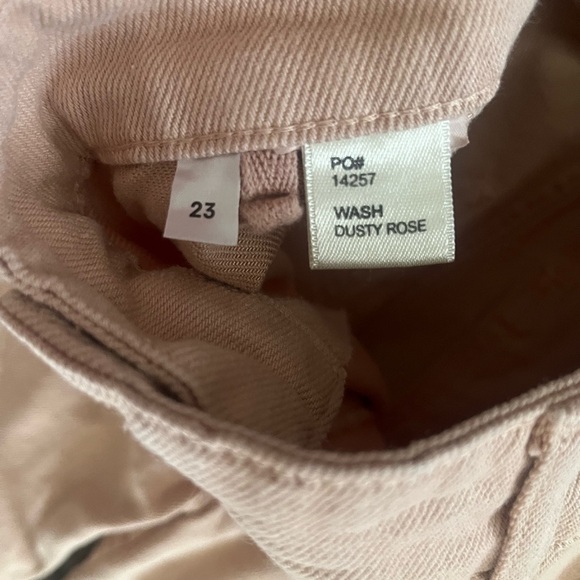 23
PO#
14257
WASH
DUSTY ROSE